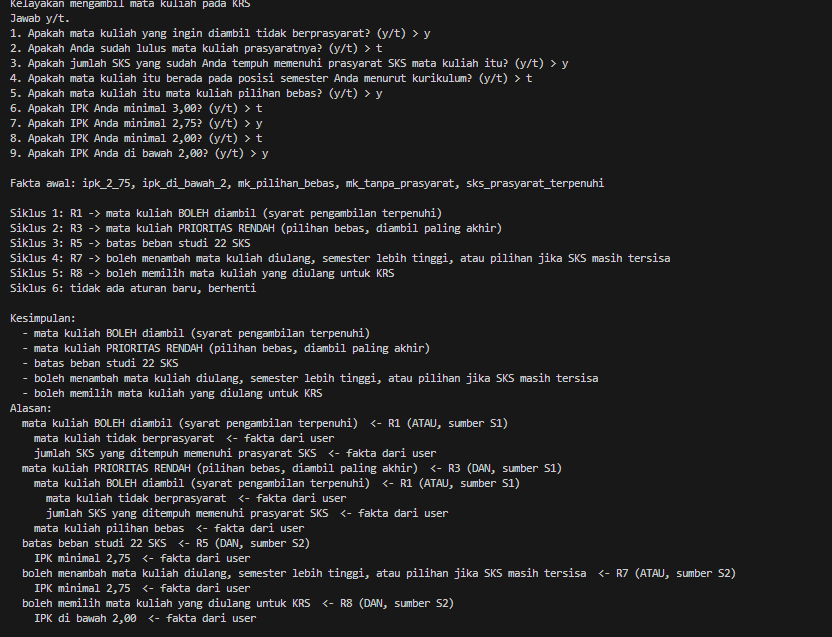 Kelayakan mengambil mata kuliah pada KRS
Jawab y/t.
1. Apakah mata kuliah yang ingin diambil tidak berprasyarat? (y/t) > y
2. Apakah Anda sudah lulus mata kuliah prasyaratnya? (y/t) > t
3. Apakah jumlah SKS yang sudah Anda tempuh memenuhi prasyarat SKS mata kuliah itu? (y/t) > y
4. Apakah mata kuliah itu berada pada posisi semester Anda menurut kurikulum? (y/t) > t
5. Apakah mata kuliah itu mata kuliah pilihan bebas? (y/t) > y
6. Apakah IPK Anda minimal 3,00? (y/t) > t
7. Apakah IPK Anda minimal 2,75? (y/t) > y
8. Apakah IPK Anda minimal 2,00? (y/t) > t
9. Apakah IPK Anda di bawah 2,00? (y/t) > y
Fakta awal: ipk_2_75, ipk_di_bawah_2, mk_pilihan_bebas, mk_tanpa_prasyarat, sks_prasyarat_terpenuhi
Siklus 1: R1 -> mata kuliah BOLEH diambil (syarat pengambilan terpenuhi)
Siklus 2: R3 -> mata kuliah PRIORITAS RENDAH (pilihan bebas, diambil paling akhir)
Siklus 3: R5 -> batas beban studi 22 SKS
Siklus 4: R7 -> boleh menambah mata kuliah diulang, semester lebih tinggi, atau pilihan jika SKS masih tersisa
Siklus 5: R8 -> boleh memilih mata kuliah yang diulang untuk KRS
Siklus 6: tidak ada aturan baru, berhenti
Kesimpulan:
- mata kuliah BOLEH diambil (syarat pengambilan terpenuhi)
- mata kuliah PRIORITAS RENDAH (pilihan bebas, diambil paling akhir)
- batas beban studi 22 SKS
- boleh menambah mata kuliah diulang, semester lebih tinggi, atau pilihan jika SKS masih tersisa
- boleh memilih mata kuliah yang diulang untuk KRS
Alasan:
mata kuliah BOLEH diambil (syarat pengambilan terpenuhi) <- R1 (ATAU, sumber S1)
mata kuliah tidak berprasyarat <- fakta dari user
jumlah SKS yang ditempuh memenuhi prasyarat SKS <- fakta dari user
mata kuliah PRIORITAS RENDAH (pilihan bebas, diambil paling akhir) <- R3 (DAN, sumber S1)
mata kuliah BOLEH diambil (syarat pengambilan terpenuhi) <- R1 (ATAU, sumber S1)
mata kuliah tidak berprasyarat <- fakta dari user
jumlah SKS yang ditempuh memenuhi prasyarat SKS <- fakta dari user
mata kuliah pilihan bebas <- fakta dari user
batas beban studi 22 SKS <- R5 (DAN, sumber S2)
IPK minimal 2,75 <- fakta dari user
boleh menambah mata kuliah diulang, semester lebih tinggi, atau pilihan jika SKS masih tersisa <- R7 (ATAU, sumber S2)
IPK minimal 2,75 <- fakta dari user
boleh memilih mata kuliah yang diulang untuk KRS <- R8 (DAN, sumber S2)
IPK di bawah 2,00 <- fakta dari user